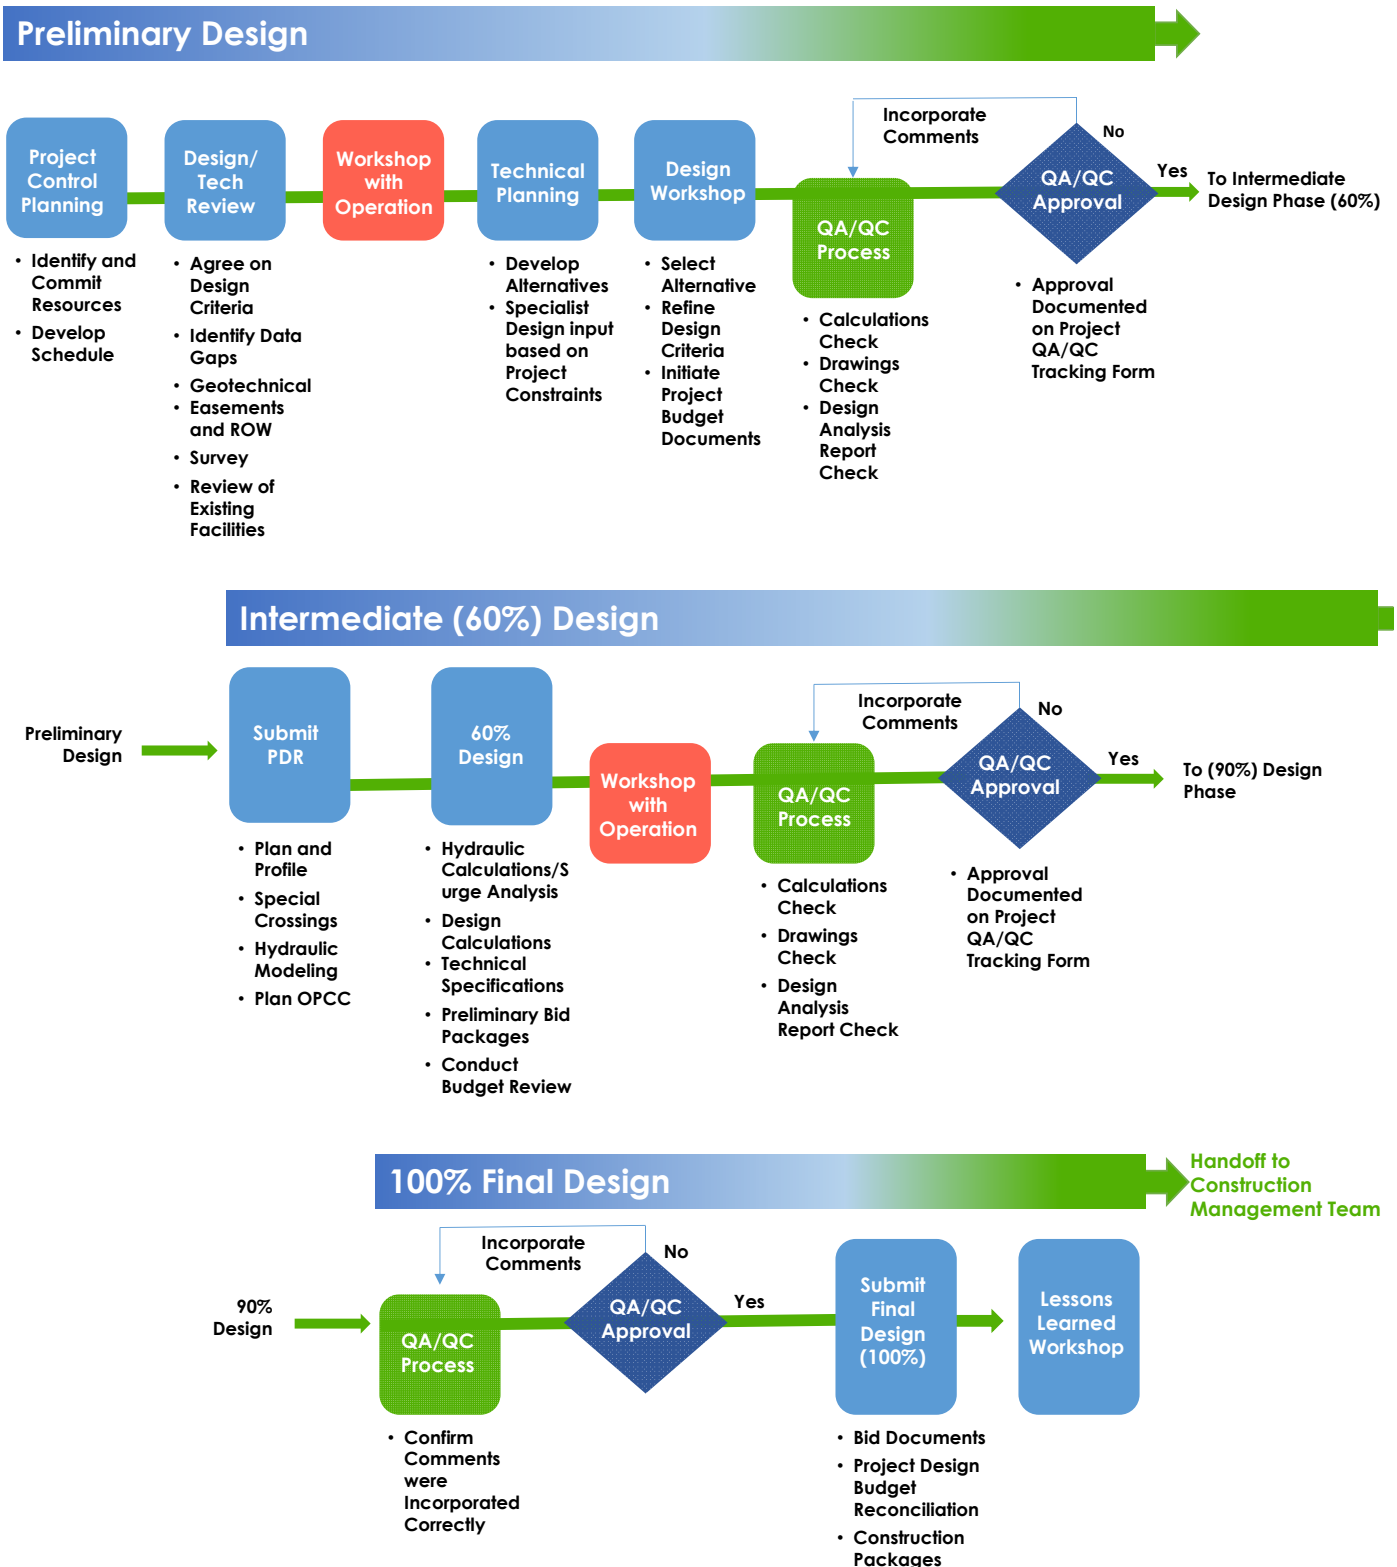 Preliminary Design
Project
Control
Planning
• Identify and
Commit
Resources
• Develop
Schedule
Design/
Tech
Review
• Agree on
Design
Criteria
• Identify Data
Gaps
• Geotechnical
• Easements
and ROW
• Survey
• Review of
Existing
Facilities
Workshop
with
Operation
Technical
Planning
• Develop
Alternatives
• Specialist
Design input
based on
Project
Constraints
Design
Workshop
• Select
Alternative
• Refine
Design
Criteria
• Initiate
Project
Budget
Documents
Incorporate
Comments
QA/QC
Process
• Calculations
Check
• Drawings
Check
• Design
Analysis
Report
Check
No
QA/QC
Approval
• Approval
Documented
on Project
QA/QC
Tracking Form
Yes
To Intermediate
Design Phase (60%)
Intermediate (60%) Design
Preliminary
Design
Submit
PDR
• Plan and
Profile
• Special
Crossings
• Hydraulic
Modeling
• Plan OPCC
60%
Design
• Hydraulic
Calculations/S
urge Analysis
• Design
Calculations
• Technical
Specifications
• Preliminary Bid
Packages
• Conduct
Budget Review
Workshop
with
Operation
Incorporate
Comments
QA/QC
Process
• Calculations
Check
• Drawings
Check
• Design
Analysis
Report Check
No
QA/QC
Approval
• Approval
Documented
on Project
QA/QC
Tracking Form
Yes
To (90%) Design
Phase
100% Final Design
Handoff to
Construction
Management Team
90%
Design
Incorporate
Comments
QA/QC
Process
• Confirm
Comments
were
Incorporated
Correctly
No
QA/QC
Approval
Yes
Submit
Final
Design
(100%)
• Bid Documents
• Project Design
Budget
Reconciliation
• Construction
Packages
Lessons
Learned
Workshop